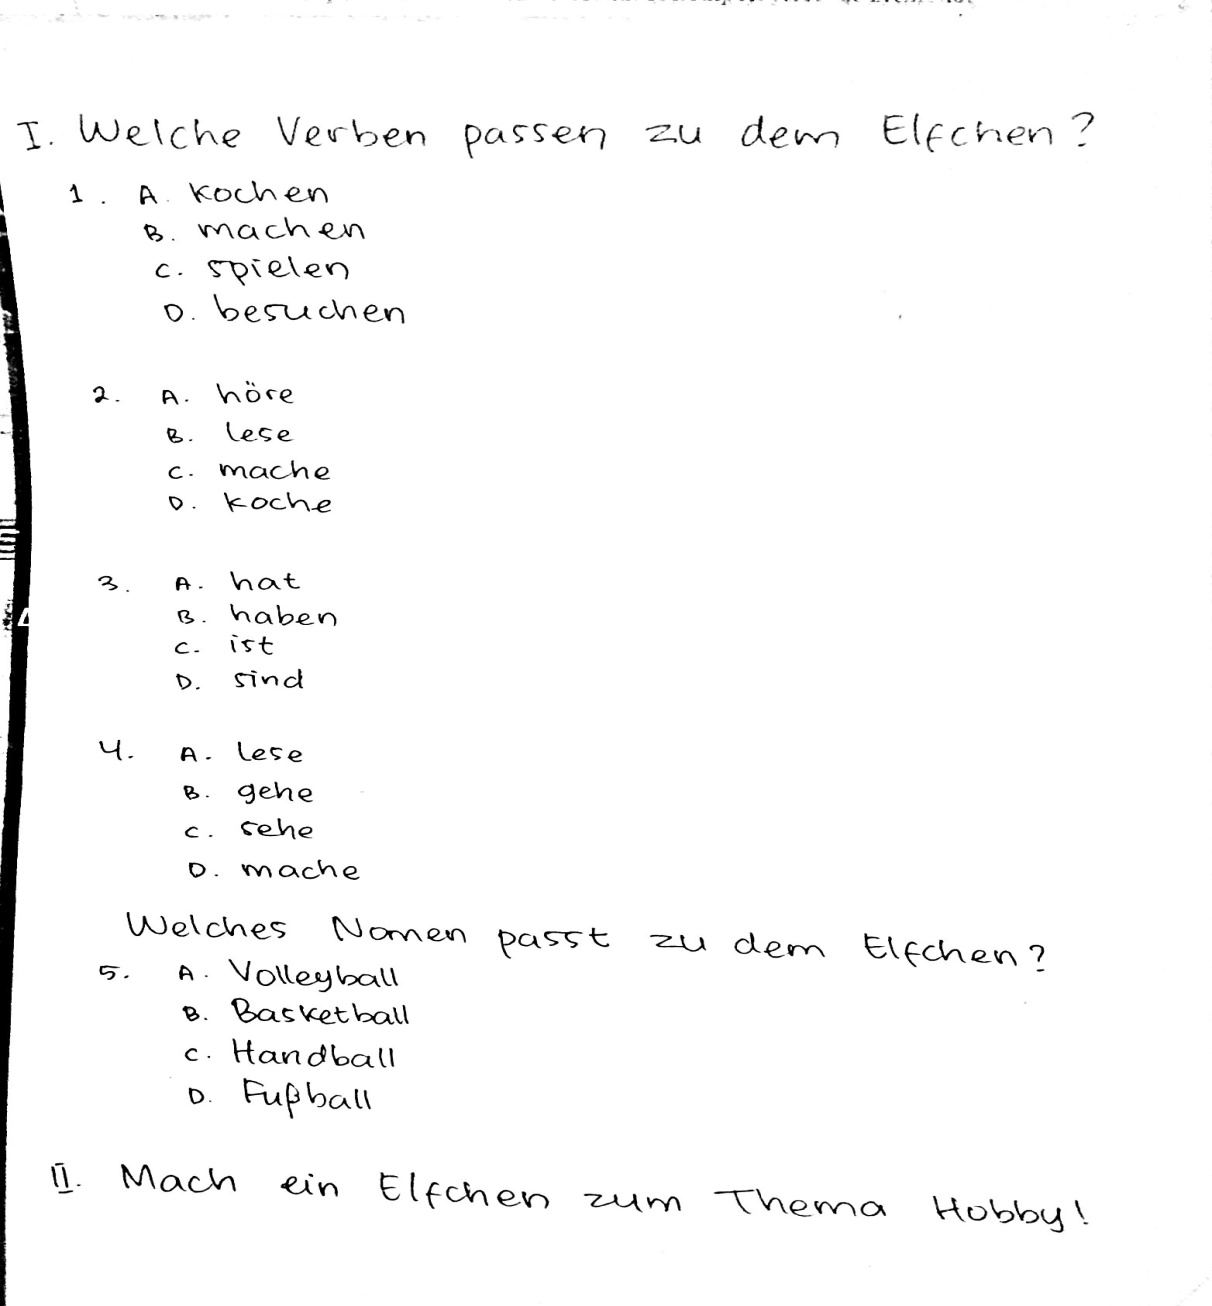 I. Welche Verben passen zu dem Elfchen?
1. A. kochen
B. machen
C. spielen
D. besuchen
2. A. höre
B. lese
C. mache
D. koche
3. A. hat
B. haben
C. ist
D. sind
4. A. lese
B. gehe
C. sehe
D. mache
Welches Nomen passt zu dem Elfchen?
5. A. Volleyball
B. Basketball
C. Handball
D. Fußball
II. Mach ein Elfchen zum Thema Hobby!